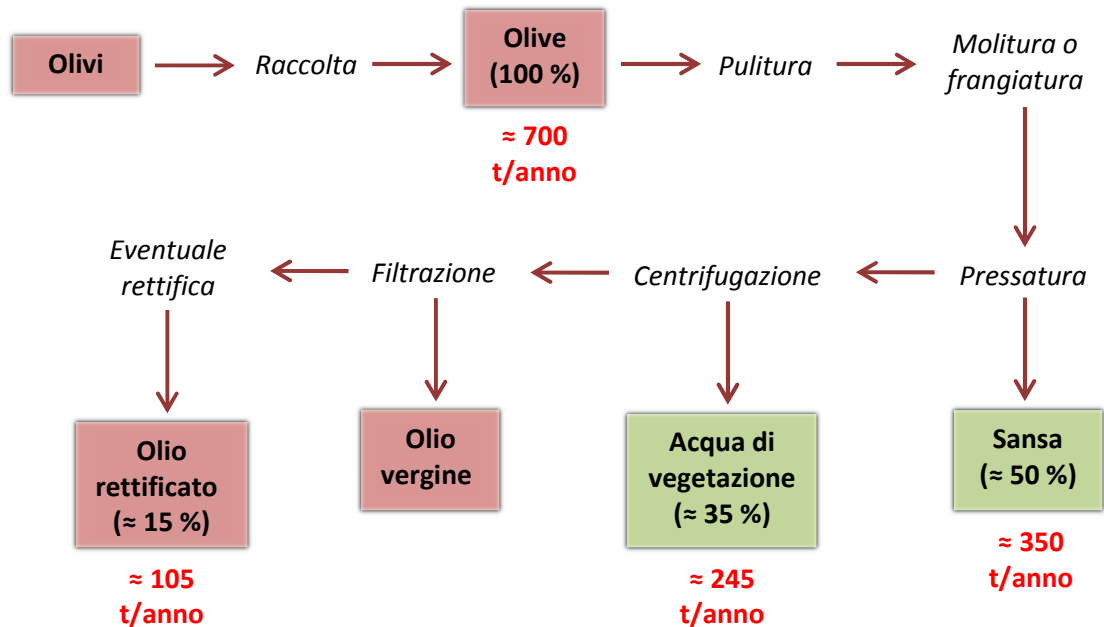 Olivi
Raccolta
Olive
(100 %)
Pulitura
Molitura o
frangiatura
≈ 700
t/anno
Eventuale
rettifica
Filtrazione
Centrifugazione
Pressatura
Olio
rettificato
(≈ 15 %)
Olio
vergine
Acqua di
vegetazione
(≈ 35 %)
Sansa
(≈ 50 %)
≈ 105
t/anno
≈ 245
t/anno
≈ 350
t/anno